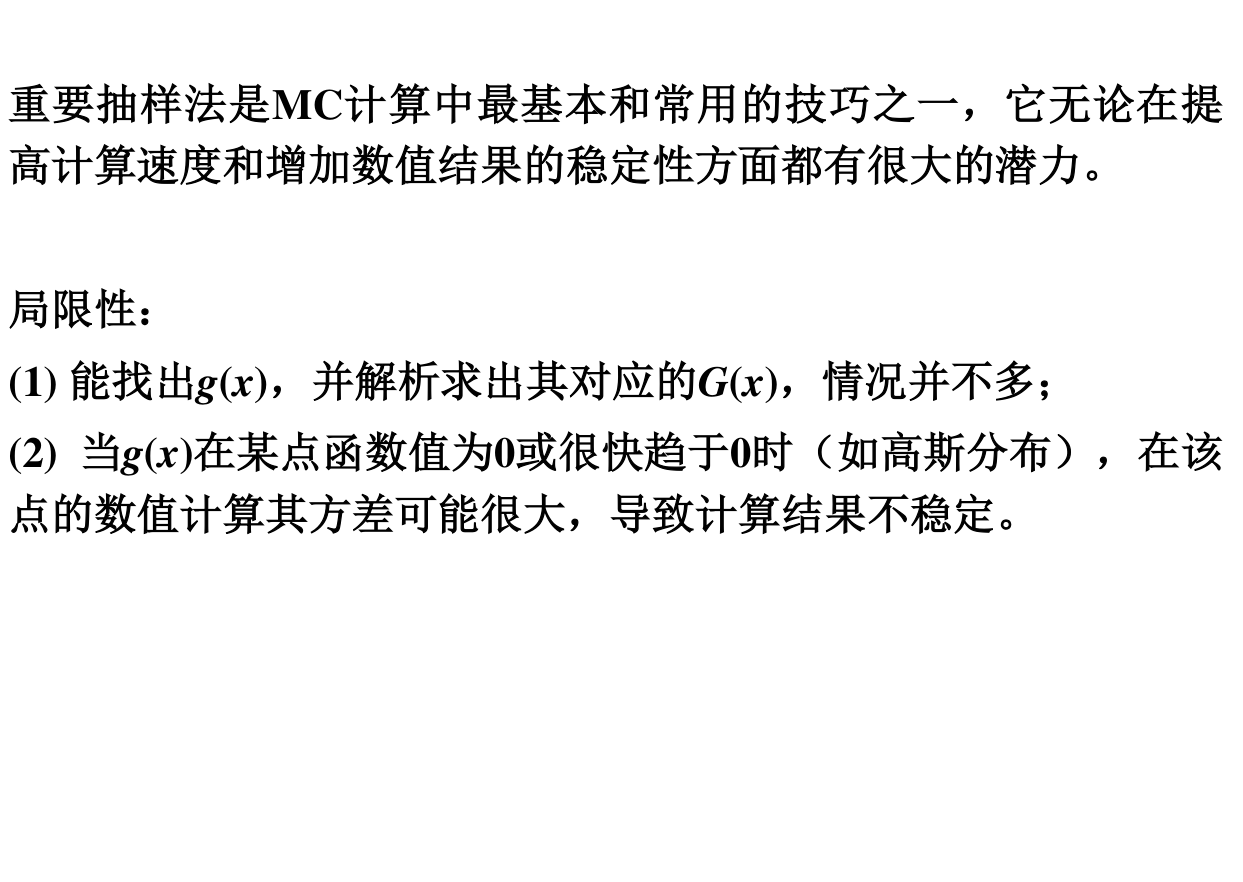 重要抽样法是MC计算中最基本和常用的技巧之一，它无论在提
高计算速度和增加数值结果的稳定性方面都有很大的潜力。
局限性：
(1) 能找出g(x)，并解析求出其对应的G(x)，情况并不多；
(2) 当g(x)在某点函数值为0或很快趋于0时（如高斯分布），在该
点的数值计算其方差可能很大，导致计算结果不稳定。